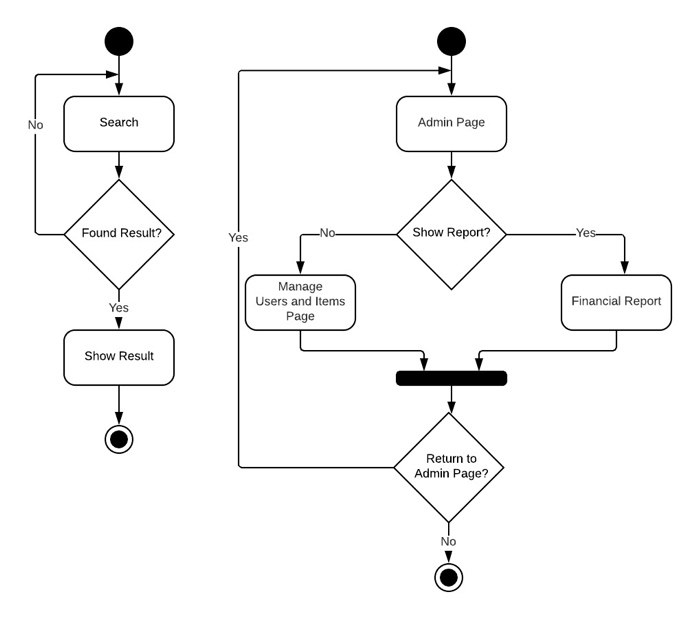 Search
No
Found Result?
Yes
Show Result
Admin Page
Yes
Show Report?
No
Yes
Manage
Users and Items
Page
Financial Report
Return to
Admin Page?
No